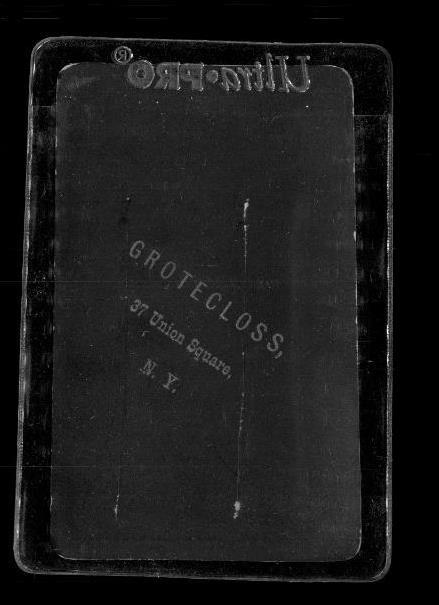 Ultra·PRO®
GROTECLOSS,
37 Union Square,
N. Y.